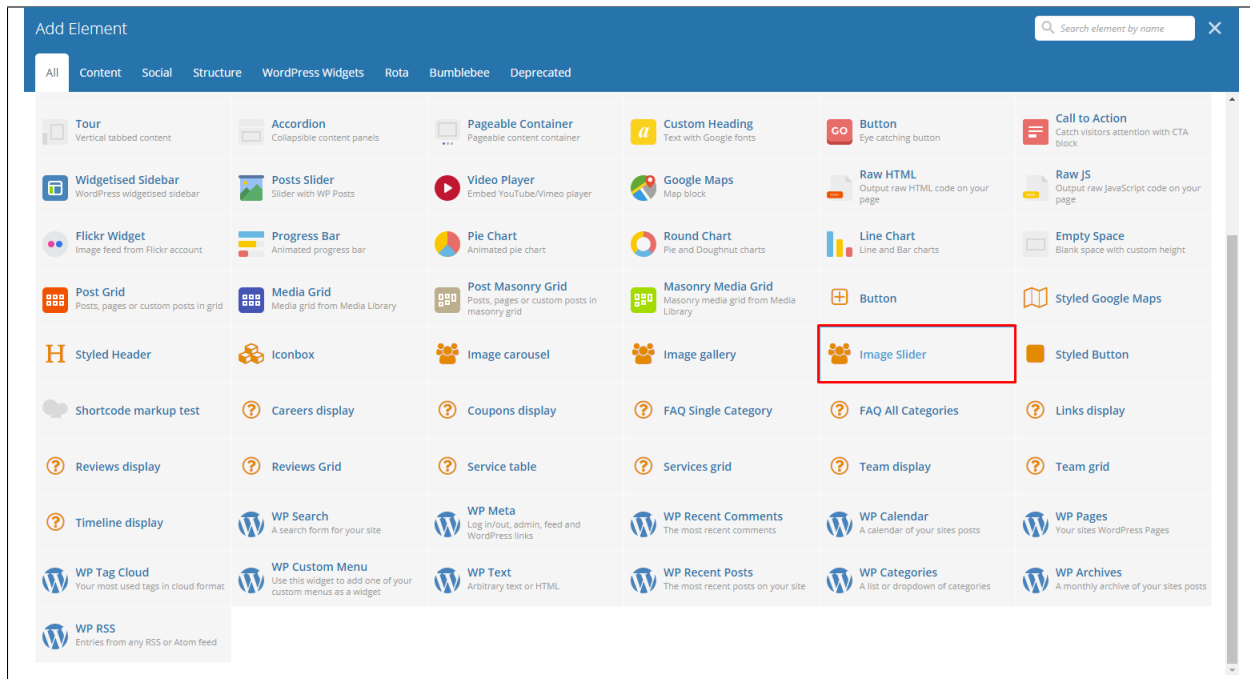 Add Element
Search element by name
All Content Social Structure WordPress Widgets Rota Bumblebee Deprecated
Tour
Vertical tabbed content
Accordion
Collapsible content panels
Pageable Container
Pageable content container
Custom Heading
Text with Google fonts
GO
Button
Eye catching button
Call to Action
Catch visitors attention with CTA
block
Widgetised Sidebar
WordPress widgetised sidebar
Posts Slider
Slider with WP Posts
Video Player
Embed YouTube/Vimeo player
Google Maps
Map block
Raw HTML
Output raw HTML code on your
page
Raw JS
Output raw JavaScript code on your
page
Flickr Widget
Image feed from Flickr account
Progress Bar
Animated progress bar
Pie Chart
Animated pie chart
Round Chart
Pie and Doughnut charts
Line Chart
Line and Bar charts
Empty Space
Blank space with custom height
Post Grid
Posts, pages or custom posts in grid
Media Grid
Media grid from Media Library
Post Masonry Grid
Posts, pages or custom posts in
masonry grid
Masonry Media Grid
Masonry media grid from Media
Library
Button
Styled Google Maps
H Styled Header
Iconbox
Image carousel
Image gallery
Image Slider
Styled Button
Shortcode markup test
? Careers display
? Coupons display
? FAQ Single Category
? FAQ All Categories
? Links display
? Reviews display
? Reviews Grid
? Service table
? Services grid
? Team display
? Team grid
? Timeline display
WP Search
A search form for your site
WP Meta
Log in/out, admin, feed and
WordPress links
WP Recent Comments
The most recent comments
WP Calendar
A calendar of your sites posts
WP Pages
Your sites WordPress Pages
WP Tag Cloud
Your most used tags in cloud format
WP Custom Menu
Use this widget to add one of your
custom menus as a widget
WP Text
Arbitrary text or HTML
WP Recent Posts
The most recent posts on your site
WP Categories
A list or dropdown of categories
WP Archives
A monthly archive of your sites posts
WP RSS
Entries from any RSS or Atom feed